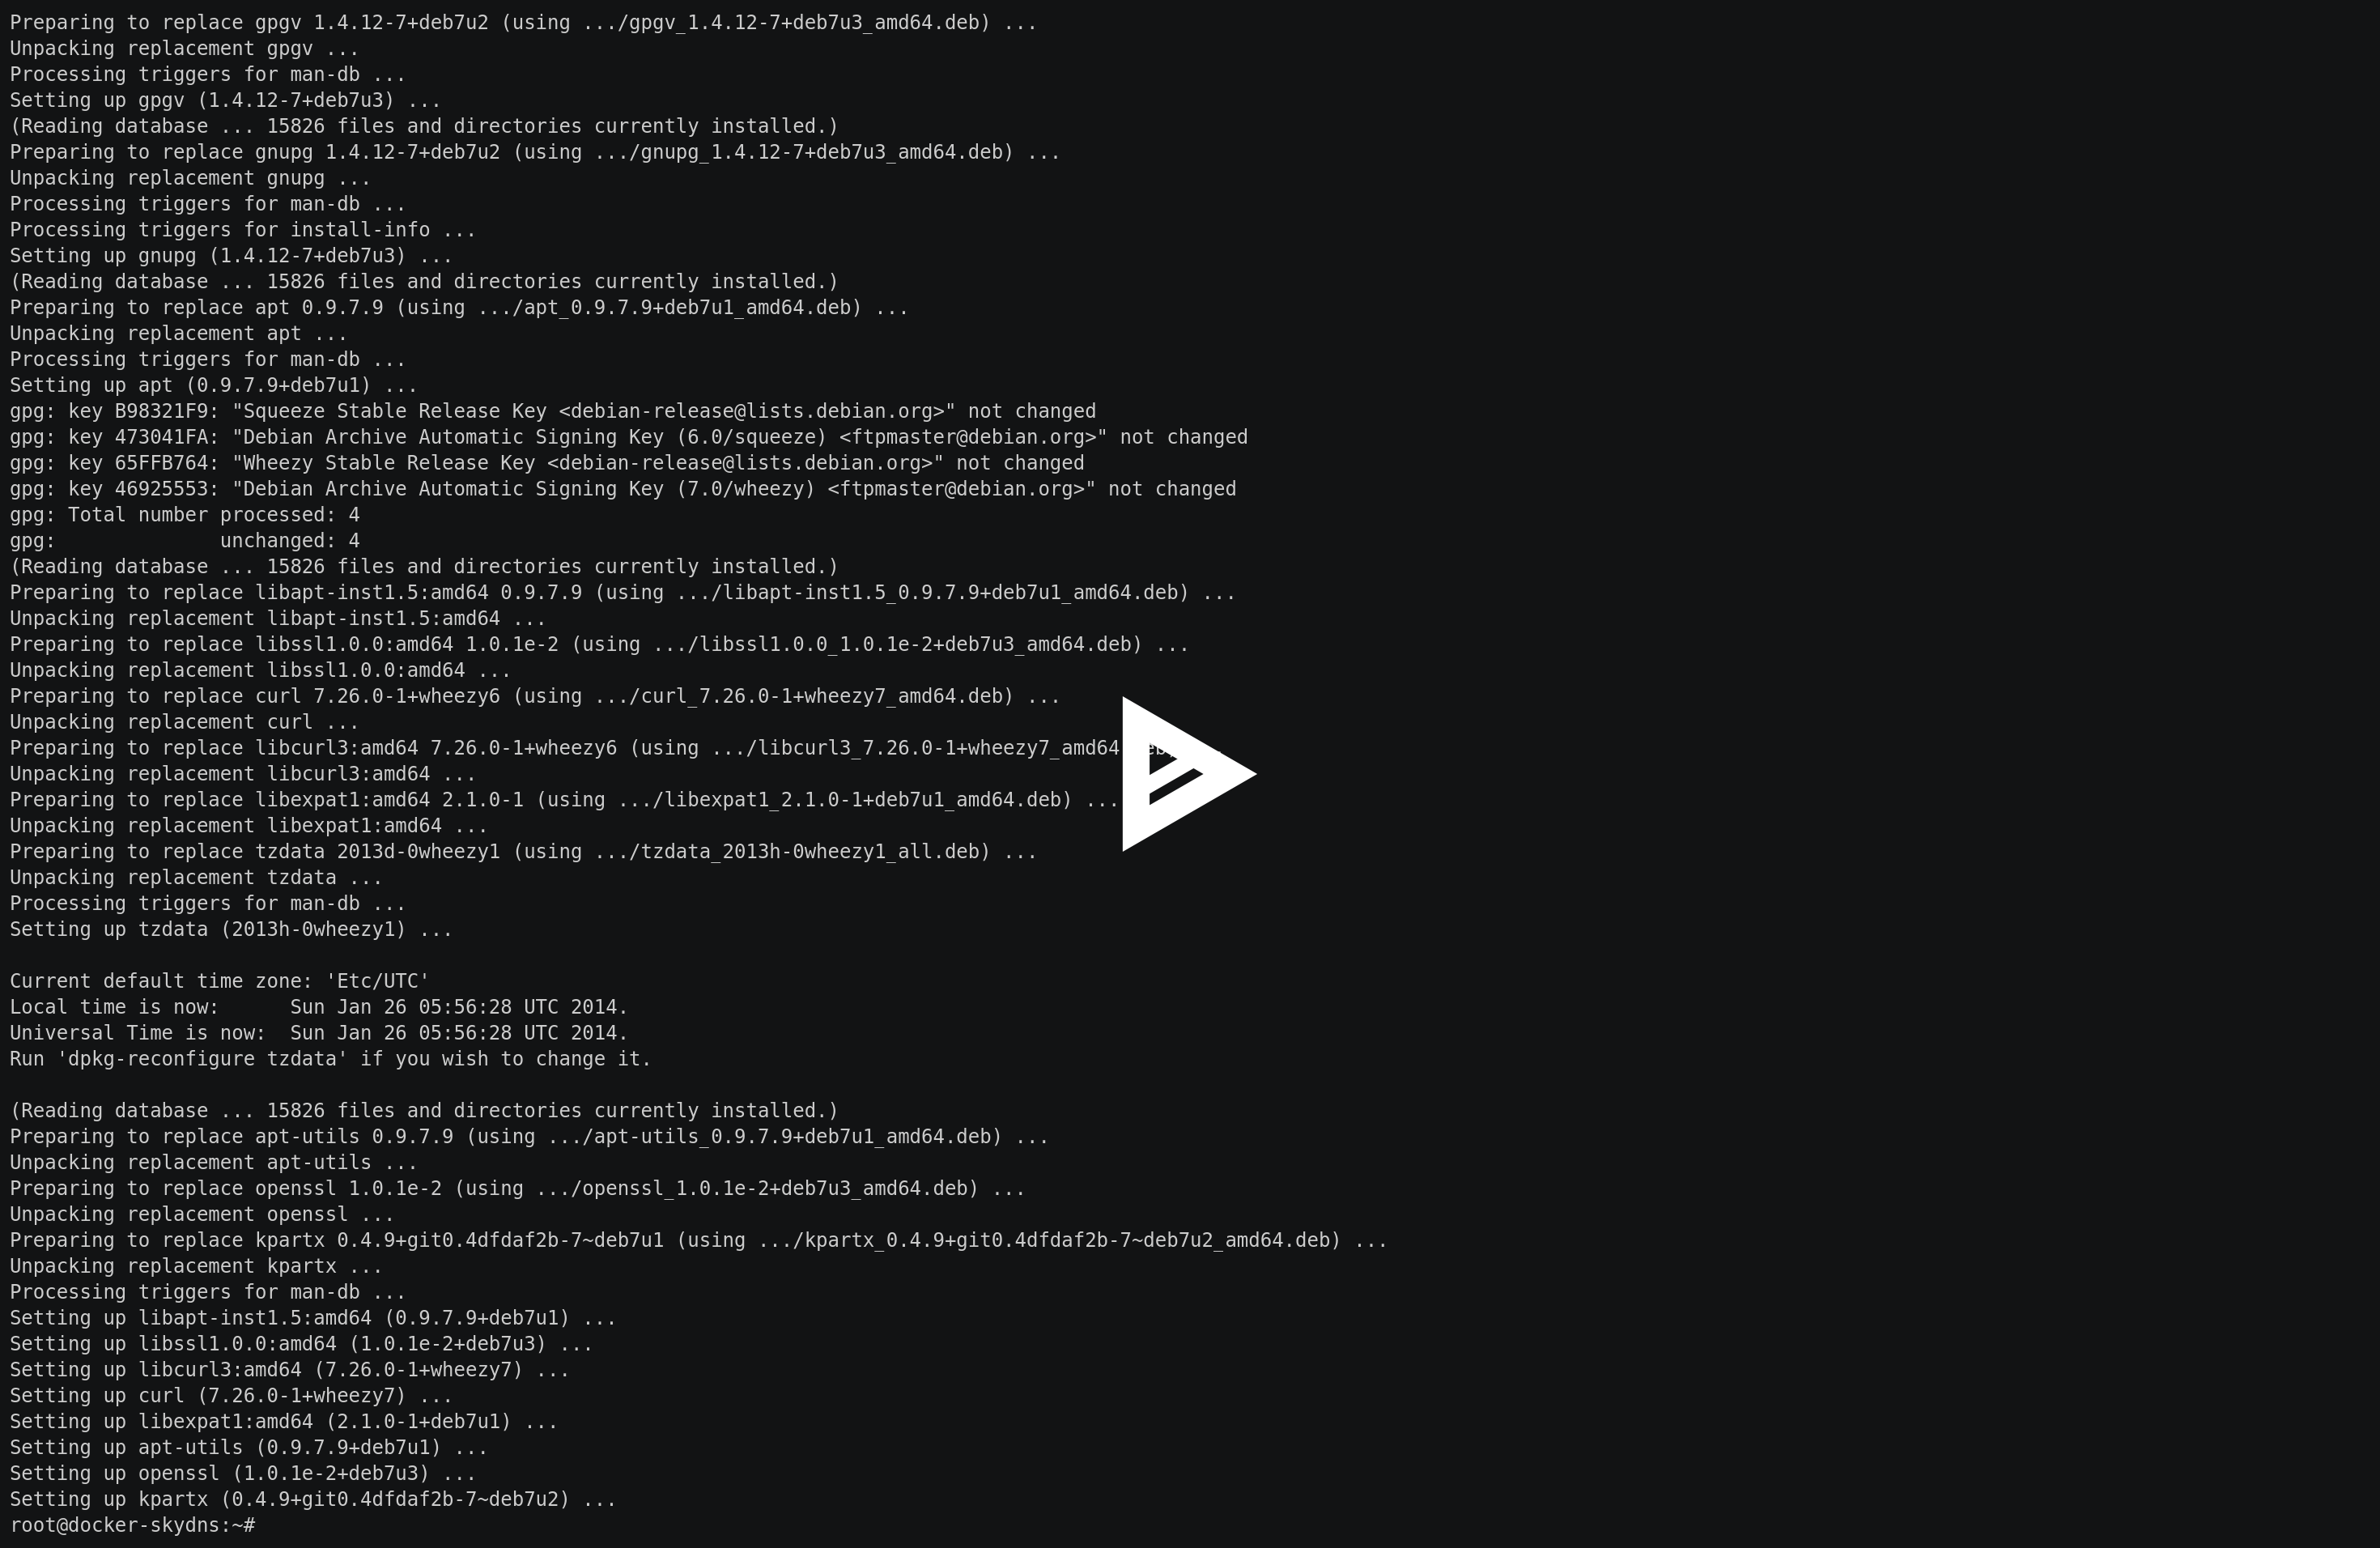 Preparing to replace gpgv 1.4.12-7+deb7u2 (using .../gpgv_1.4.12-7+deb7u3_amd64.deb) ...
Unpacking replacement gpgv ...
Processing triggers for man-db ...
Setting up gpgv (1.4.12-7+deb7u3) ...
(Reading database ... 15826 files and directories currently installed.)
Preparing to replace gnupg 1.4.12-7+deb7u2 (using .../gnupg_1.4.12-7+deb7u3_amd64.deb) ...
Unpacking replacement gnupg ...
Processing triggers for man-db ...
Processing triggers for install-info ...
Setting up gnupg (1.4.12-7+deb7u3) ...
(Reading database ... 15826 files and directories currently installed.)
Preparing to replace apt 0.9.7.9 (using .../apt_0.9.7.9+deb7u1_amd64.deb) ...
Unpacking replacement apt ...
Processing triggers for man-db ...
Setting up apt (0.9.7.9+deb7u1) ...
gpg: key B98321F9: "Squeeze Stable Release Key <debian-release@lists.debian.org>" not changed
gpg: key 473041FA: "Debian Archive Automatic Signing Key (6.0/squeeze) <ftpmaster@debian.org>" not changed
gpg: key 65FFB764: "Wheezy Stable Release Key <debian-release@lists.debian.org>" not changed
gpg: key 46925553: "Debian Archive Automatic Signing Key (7.0/wheezy) <ftpmaster@debian.org>" not changed
gpg: Total number processed: 4
gpg:              unchanged: 4
(Reading database ... 15826 files and directories currently installed.)
Preparing to replace libapt-inst1.5:amd64 0.9.7.9 (using .../libapt-inst1.5_0.9.7.9+deb7u1_amd64.deb) ...
Unpacking replacement libapt-inst1.5:amd64 ...
Preparing to replace libssl1.0.0:amd64 1.0.1e-2 (using .../libssl1.0.0_1.0.1e-2+deb7u3_amd64.deb) ...
Unpacking replacement libssl1.0.0:amd64 ...
Preparing to replace curl 7.26.0-1+wheezy6 (using .../curl_7.26.0-1+wheezy7_amd64.deb) ...
Unpacking replacement curl ...
Preparing to replace libcurl3:amd64 7.26.0-1+wheezy6 (using .../libcurl3_7.26.0-1+wheezy7_amd64
Unpacking replacement libcurl3:amd64 ...
Preparing to replace libexpat1:amd64 2.1.0-1 (using .../libexpat1_2.1.0-1+deb7u1_amd64.deb) ...
Unpacking replacement libexpat1:amd64 ...
Preparing to replace tzdata 2013d-0wheezy1 (using .../tzdata_2013h-0wheezy1_all.deb) ...
Unpacking replacement tzdata ...
Processing triggers for man-db ...
Setting up tzdata (2013h-0wheezy1) ...

Current default time zone: 'Etc/UTC'
Local time is now:      Sun Jan 26 05:56:28 UTC 2014.
Universal Time is now:  Sun Jan 26 05:56:28 UTC 2014.
Run 'dpkg-reconfigure tzdata' if you wish to change it.

(Reading database ... 15826 files and directories currently installed.)
Preparing to replace apt-utils 0.9.7.9 (using .../apt-utils_0.9.7.9+deb7u1_amd64.deb) ...
Unpacking replacement apt-utils ...
Preparing to replace openssl 1.0.1e-2 (using .../openssl_1.0.1e-2+deb7u3_amd64.deb) ...
Unpacking replacement openssl ...
Preparing to replace kpartx 0.4.9+git0.4dfdaf2b-7~deb7u1 (using .../kpartx_0.4.9+git0.4dfdaf2b-7~deb7u2_amd64.deb) ...
Unpacking replacement kpartx ...
Processing triggers for man-db ...
Setting up libapt-inst1.5:amd64 (0.9.7.9+deb7u1) ...
Setting up libssl1.0.0:amd64 (1.0.1e-2+deb7u3) ...
Setting up libcurl3:amd64 (7.26.0-1+wheezy7) ...
Setting up curl (7.26.0-1+wheezy7) ...
Setting up libexpat1:amd64 (2.1.0-1+deb7u1) ...
Setting up apt-utils (0.9.7.9+deb7u1) ...
Setting up openssl (1.0.1e-2+deb7u3) ...
Setting up kpartx (0.4.9+git0.4dfdaf2b-7~deb7u2) ...
root@docker-skydns:~#